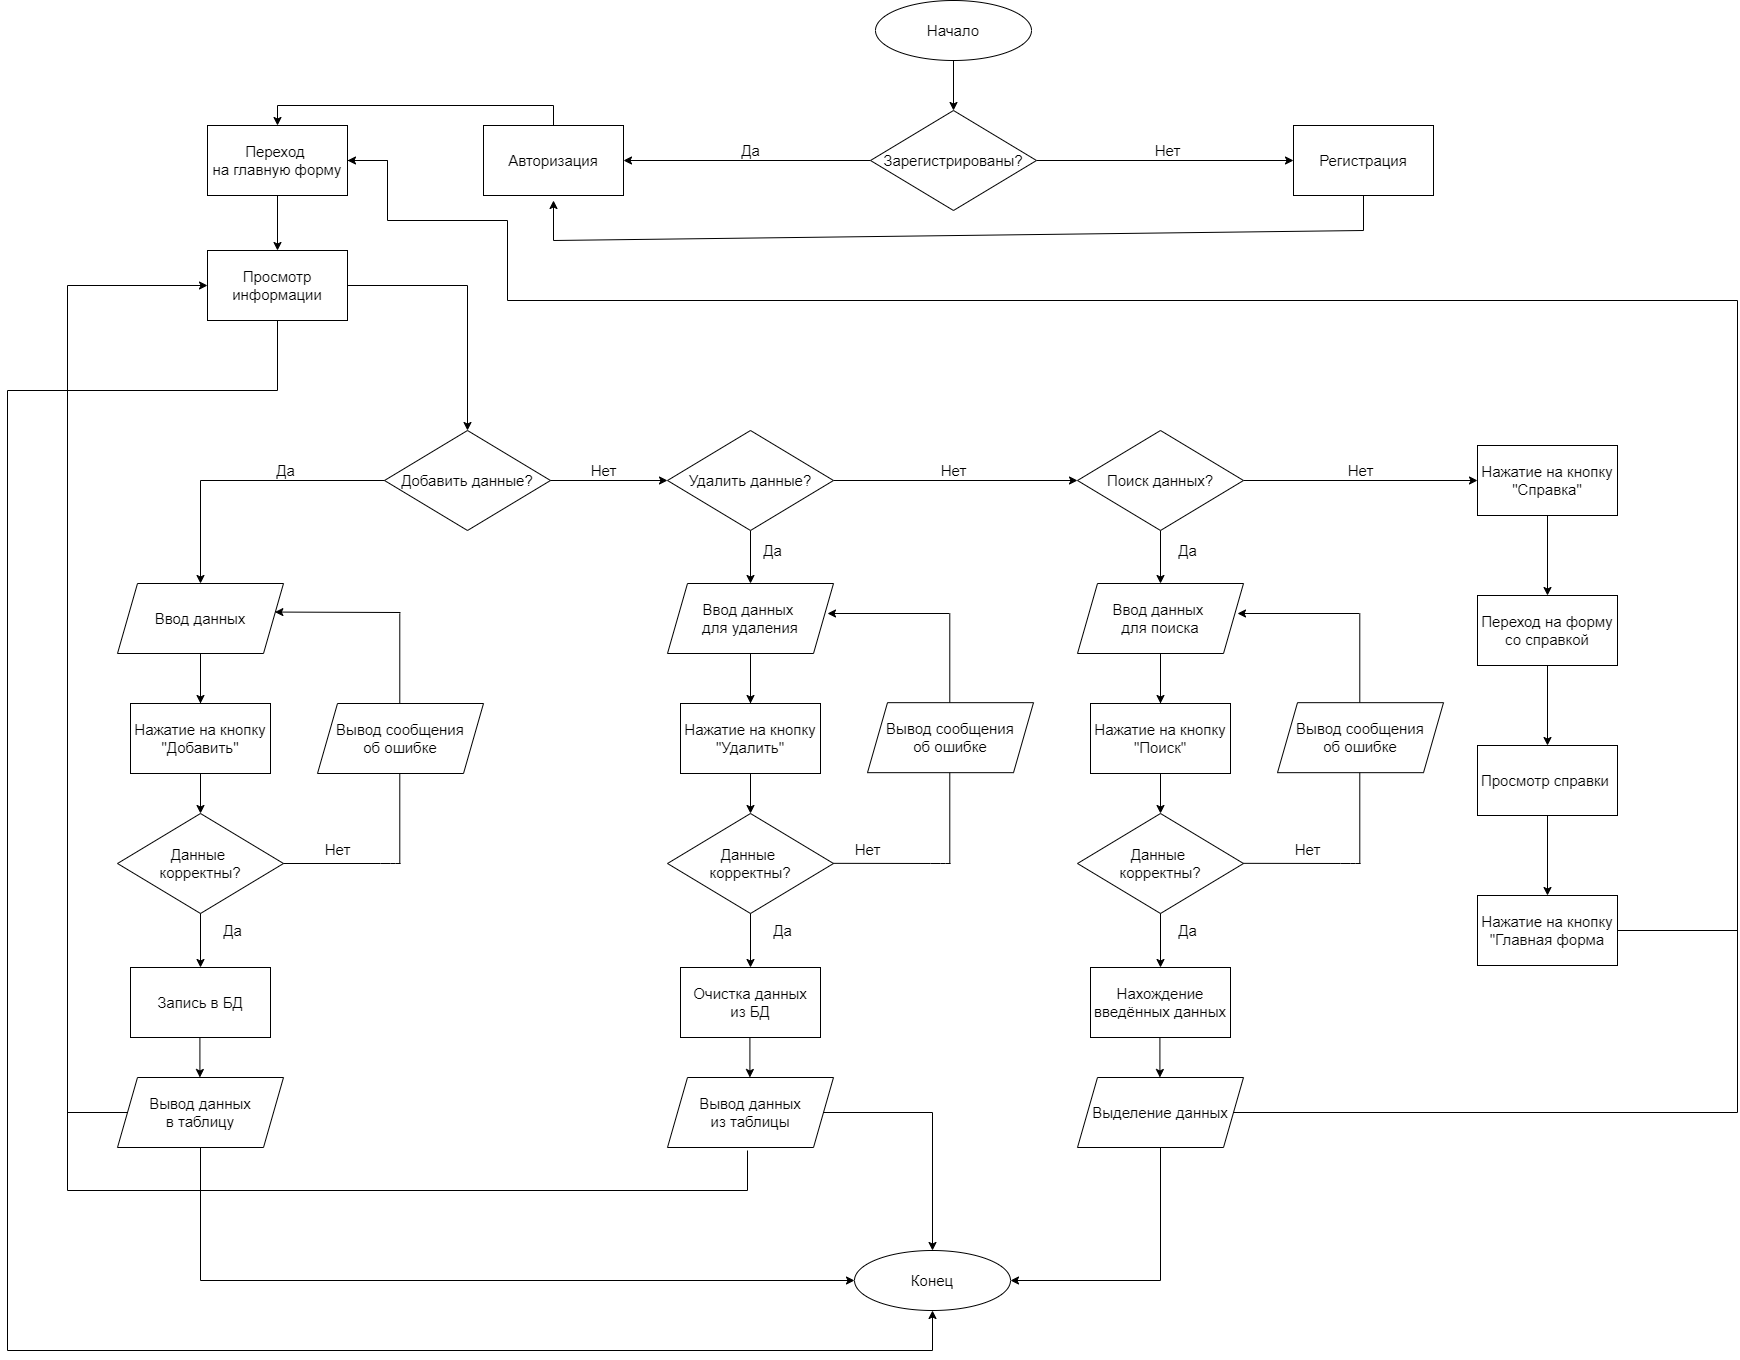 Начало
Переход
на главную форму
Авторизация
Да
Зарегистрированы?
Нет
Регистрация
Просмотр
информации
Да
Добавить данные?
Нет
Удалить данные?
Нет
Поиск данных?
Нет
Нажатие на кнопку
"Справка"
Да
Да
Ввод данных
Ввод данных
для удаления
Ввод данных
для поиска
Переход на форму
со справкой
Нажатие на кнопку
"Добавить"
Вывод сообщения
об ошибке
Нажатие на кнопку
"Удалить"
Вывод сообщения
об ошибке
Нажатие на кнопку
"Поиск"
Вывод сообщения
об ошибке
Просмотр справки
Данные
корректны?
Нет
Данные
корректны?
Нет
Данные
корректны?
Нет
Нажатие на кнопку
"Главная форма
Да
Да
Да
Запись в БД
Очистка данных
из БД
Нахождение
введённых данных
Вывод данных
в таблицу
Вывод данных
из таблицы
Выделение данных
Конец